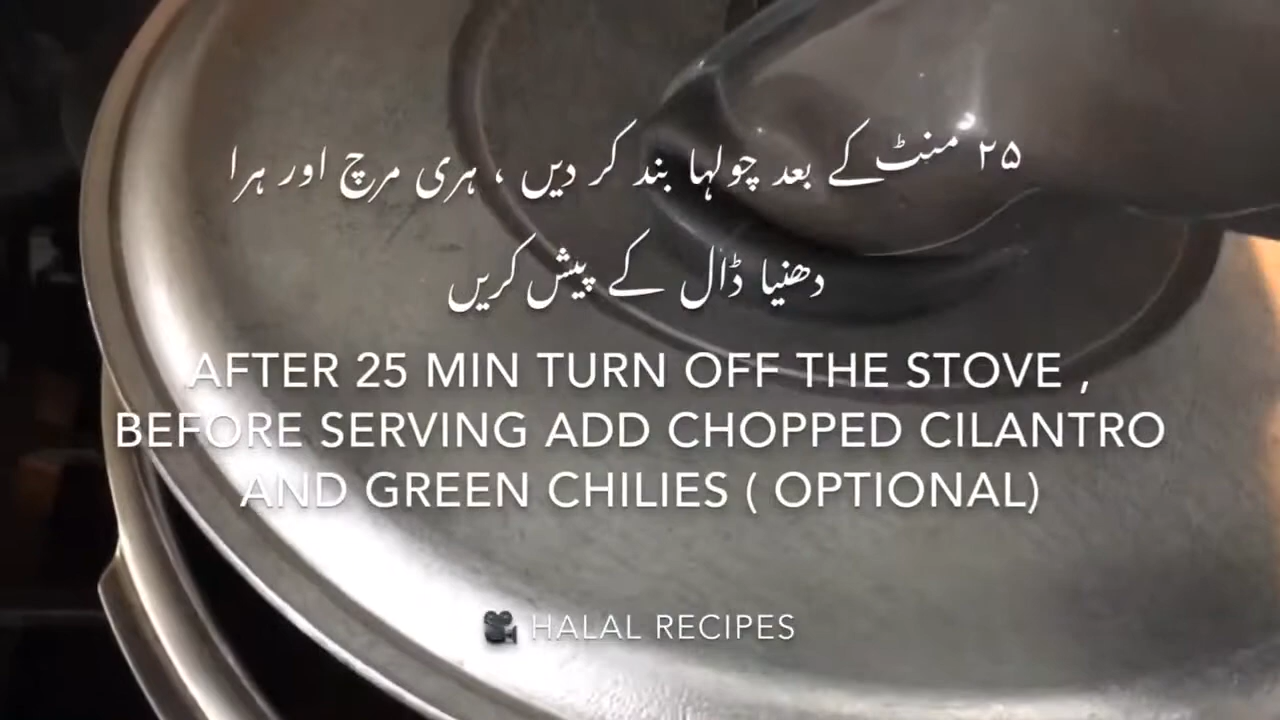 ۲۵ منٹ کے بعد چولہا بند کر دیں ، ہری مرچ اور ہرا
دھنیا ڈال کے پیش کریں
AFTER 25 MIN TURN OFF THE STOVE ,
BEFORE SERVING ADD CHOPPED CILANTRO
AND GREEN CHILIES ( OPTIONAL)
🎥 HALAL RECIPES